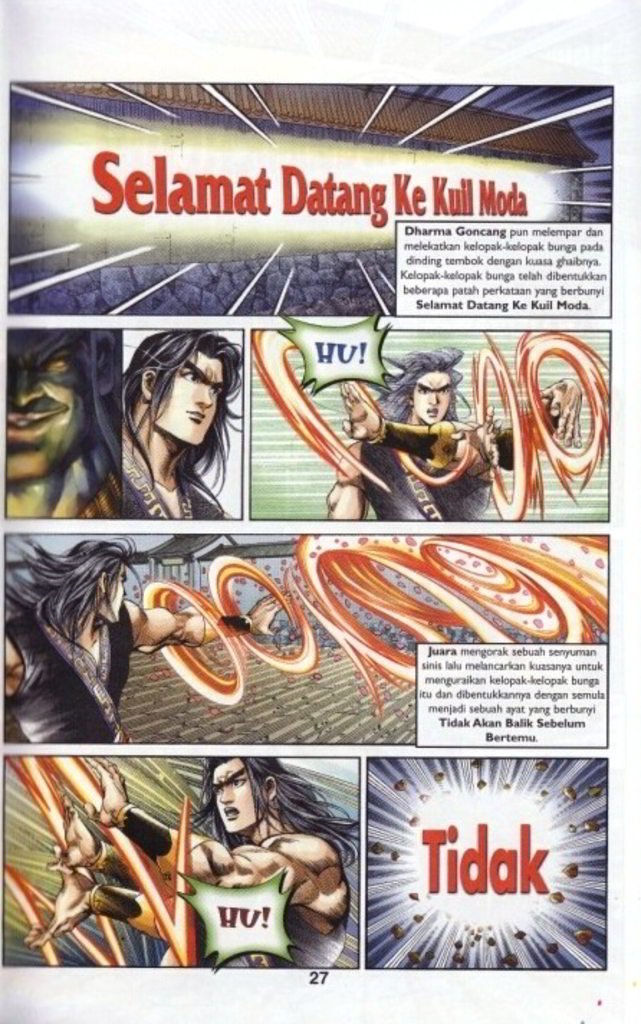 Selamat Datang Ke Kuil Moda
Dharma Goncang pun melempar dan
melekatkan kelopak-kelopak bunga pada
dinding tembok dengan kuasa ghaibnya.
Kelopak-kelopak bunga telah dibentukkan
beberapa patah perkataan yang berbunyi
Selamat Datang Ke Kuil Moda.
HU!
Juara mengorak sebuah senyuman
sinis lalu melancarkan kuasanya untuk
menguraikan kelopak-kelopak bunga
itu dan dibentukkannya dengan semula
menjadi sebuah ayat yang berbunyi
Tidak Akan Balik Sebelum
Bertemu.
HU!
Tidak
27